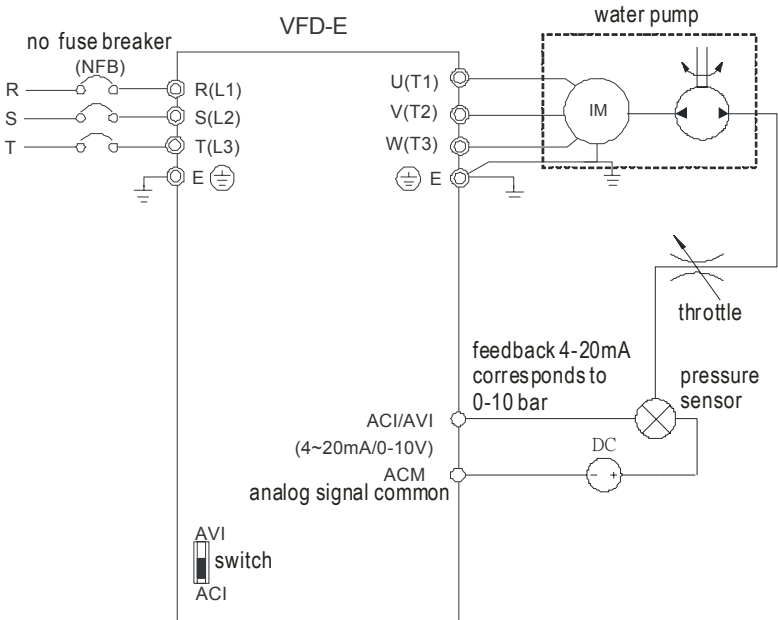 water pump
VFD-E
no fuse breaker
(NFB)
R
R(L1)
U(T1)
S
S(L2)
V(T2)
IM
T
T(L3)
W(T3)
E
E
throttle
feedback 4-20mA
corresponds to
0-10 bar
pressure
sensor
ACI/AVI
(4~20mA/0-10V)
DC
ACM
- +
analog signal common
AVI
switch
ACI